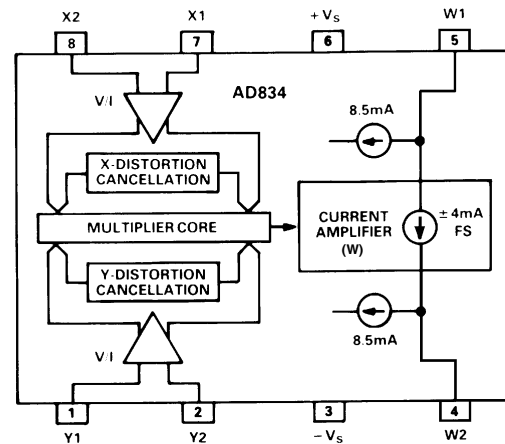 X2 X1 + VS W1
8 7 6 5
AD834
V/I
8.5mA
X-DISTORTION
CANCELLATION
MULTIPLIER CORE
CURRENT
AMPLIFIER
(W)
± 4mA
FS
Y-DISTORTION
CANCELLATION
V/I
8.5mA
1 2 3 4
Y1 Y2 – VS W2